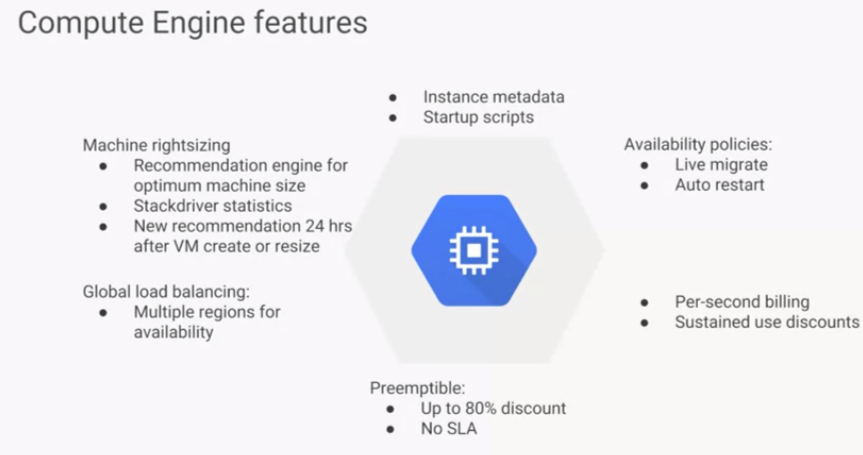 Compute Engine features
● Instance metadata
● Startup scripts
Machine rightsizing
● Recommendation engine for
optimum machine size
● Stackdriver statistics
● New recommendation 24 hrs
after VM create or resize
Availability policies:
● Live migrate
● Auto restart
Global load balancing:
● Multiple regions for
availability
● Per-second billing
● Sustained use discounts
Preemptible:
● Up to 80% discount
● No SLA